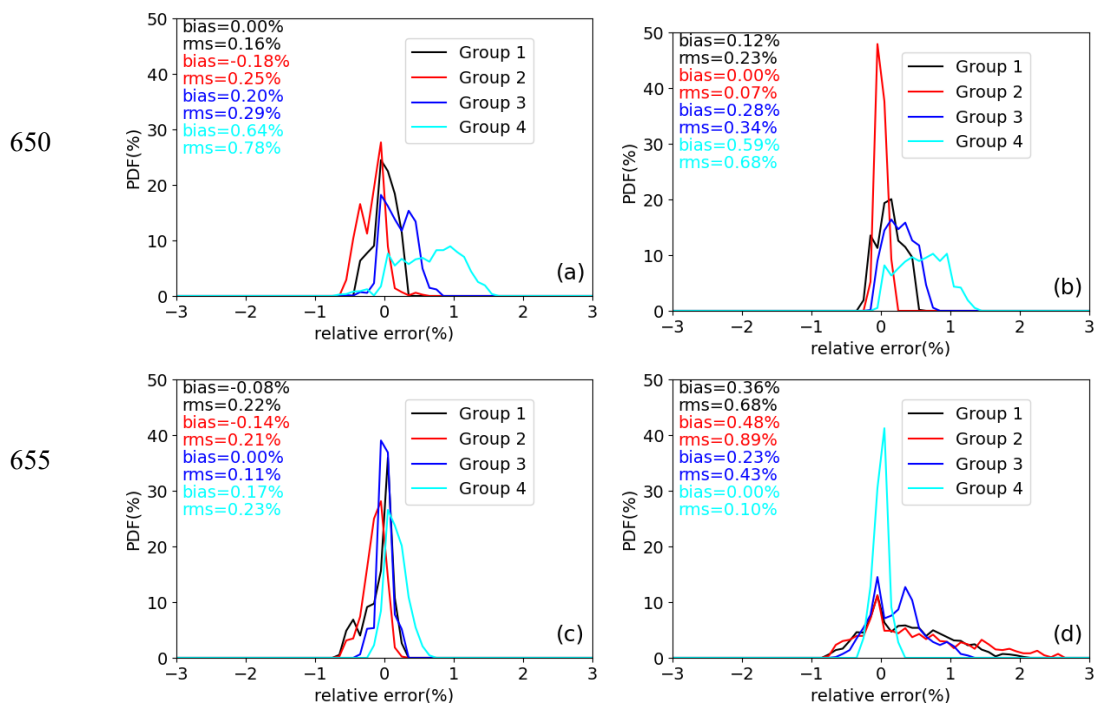 650
655
50
40
30
20
10
0
PDF(%)
bias=0.00%
rms=0.16%
bias=-0.18%
rms=0.25%
bias=0.20%
rms=0.29%
bias=0.64%
rms=0.78%
Group 1
Group 2
Group 3
Group 4
(a)
−3 −2 −1 0 1 2 3
relative error(%)
50
40
30
20
10
0
PDF(%)
bias=0.12%
rms=0.23%
bias=0.00%
rms=0.07%
bias=0.28%
rms=0.34%
bias=0.59%
rms=0.68%
Group 1
Group 2
Group 3
Group 4
(b)
−3 −2 −1 0 1 2 3
relative error(%)
50
40
30
20
10
0
PDF(%)
bias=-0.08%
rms=0.22%
bias=-0.14%
rms=0.21%
bias=0.00%
rms=0.11%
bias=0.17%
rms=0.23%
Group 1
Group 2
Group 3
Group 4
(c)
−3 −2 −1 0 1 2 3
relative error(%)
50
40
30
20
10
0
PDF(%)
bias=0.36%
rms=0.68%
bias=0.48%
rms=0.89%
bias=0.23%
rms=0.43%
bias=0.00%
rms=0.10%
Group 1
Group 2
Group 3
Group 4
(d)
−3 −2 −1 0 1 2 3
relative error(%)